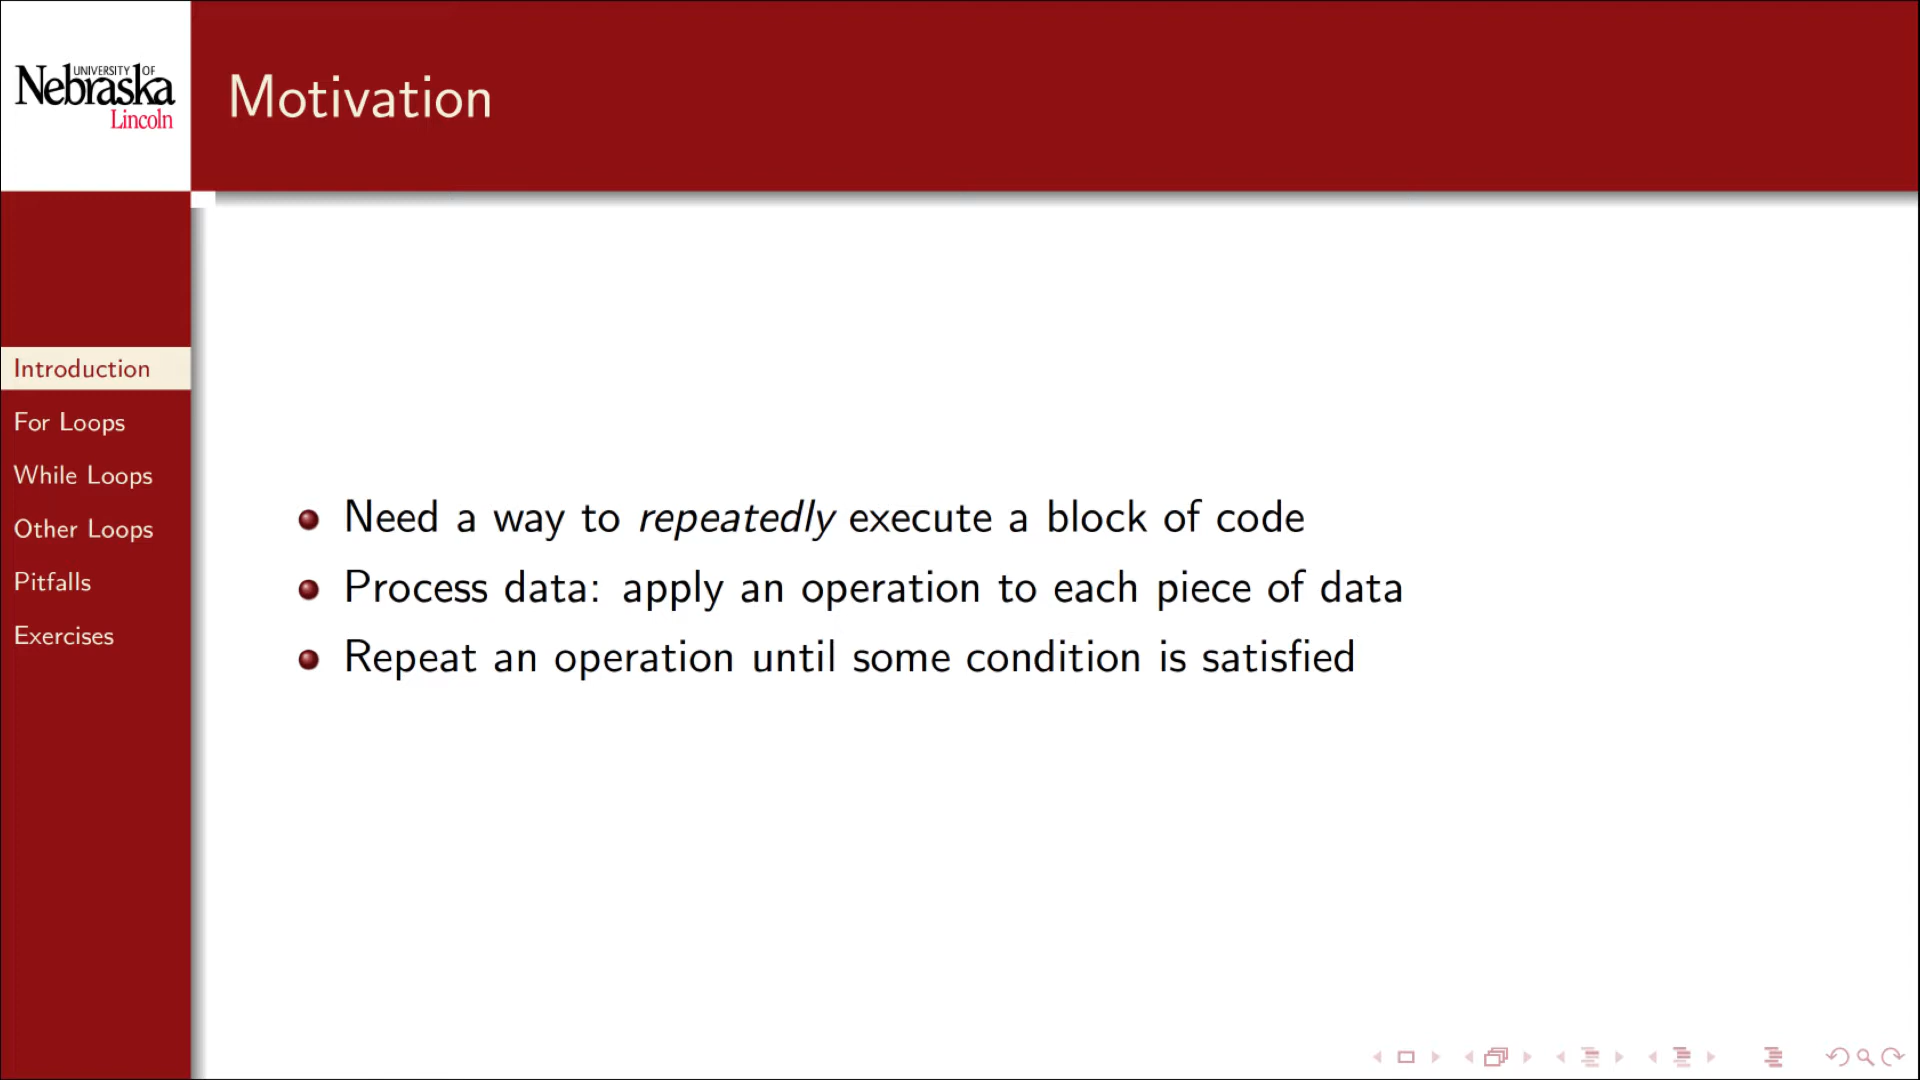 UNIVERSITY OF
Nebraska
Lincoln
Motivation
Introduction
For Loops
While Loops
Other Loops
Pitfalls
Exercises
Need a way to repeatedly execute a block of code
Process data: apply an operation to each piece of data
Repeat an operation until some condition is satisfied